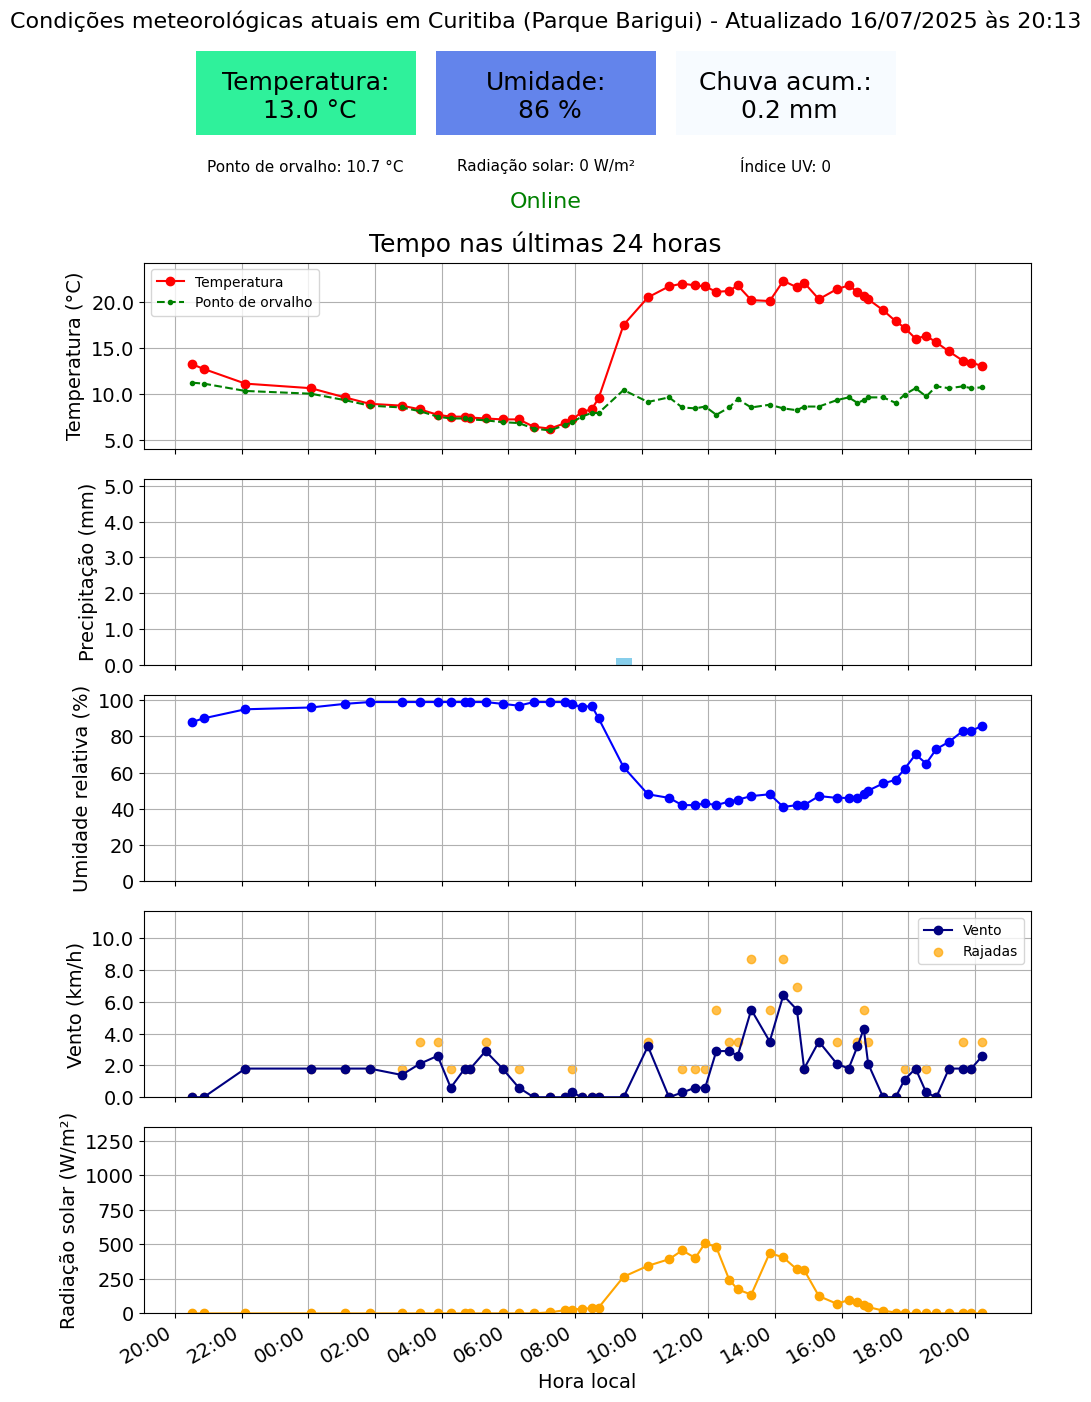 Condições meteorológicas atuais em Curitiba (Parque Barigui) - Atualizado 16/07/2025 às 20:13
Temperatura:
13.0 °C
Umidade:
86 %
Chuva acum.:
0.2 mm
Ponto de orvalho: 10.7 °C
Radiação solar: 0 W/m²
Índice UV: 0
Online
Tempo nas últimas 24 horas
Temperatura (°C)
20.0
15.0
10.0
5.0
Temperatura
Ponto de orvalho
Precipitação (mm)
5.0
4.0
3.0
2.0
1.0
0.0
Umidade relativa (%)
100
80
60
40
20
0
Vento (km/h)
10.0
8.0
6.0
4.0
2.0
0.0
Vento
Rajadas
Radiação solar (W/m²)
1250
1000
750
500
250
0
20:00
22:00
00:00
02:00
04:00
06:00
08:00
10:00
12:00
14:00
16:00
18:00
20:00
Hora local